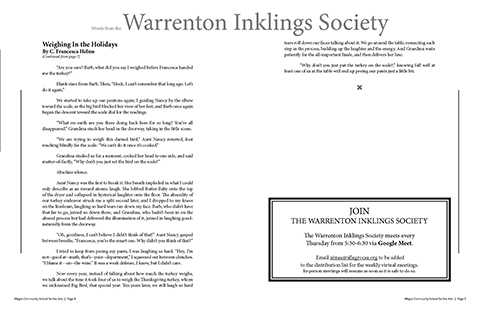 Words from the Warrenton Inklings Society
Weighing In the Holidays
By C. Francesca Helms
(Continued from page 7)
"Are you sure? Barb, what did you say I weighed before Francesca handed
me the turkey?"
Blank stares from Barb. Then, "Heck, I can't remember that long ago. Let's
do it again."
We started to take up our positions again; I guiding Nancy by the elbow
toward the scale, as the big bird blocked her view of her feet, and Barb once again
began the descent toward the scale dial for the readings.
"What on earth are you three doing back here for so long? You've all
disappeared," Grandma stuck her head in the doorway, taking in the little scene.
"We are trying to weigh this darned bird," Aunt Nancy retorted, foot
reaching blindly for the scale. "We can't do it once it's cooked."
Grandma studied us for a moment, cocked her head to one side, and said
matter-of-factly, "Why don't you just set the bird on the scale?"
Absolute silence.
Aunt Nancy was the first to break it: Her breath imploded in what I could
only describe as an inward atomic laugh. She lobbed Butter Baby onto the top
of the dryer and collapsed in hysterical laughter onto the floor. The absurdity of
our turkey endeavor struck me a split second later, and I dropped to my knees
on the linoleum, laughing so hard tears ran down my face. Barb, who didn't have
that far to go, joined us down there, and Grandma, who hadn't been in on the
absurd process but had delivered the illumination of it, joined in laughing good-
naturedly from the doorway.
"Oh, goodness, I can't believe I didn't think of that!" Aunt Nancy gasped
between breaths. "Francesca, you're the smart one. Why didn't you think of that?"
I tried to keep from peeing my pants, I was laughing so hard. "Hey, I'm
not–good–at–math, that's–your–department," I squeezed out between clenches.
"I blame it—on–the wine." It was a weak defense, I knew, but I didn't care.
Now every year, instead of talking about how much the turkey weighs,
we talk about the time it took four of us to weigh the Thanksgiving turkey, whom
we nicknamed Big Bird, that special year. Ten years later, we still laugh so hard
Allegro Community School for the Arts | Page 8
tears roll down our faces talking about it. We go around the table, recounting each
step in the process, building up the laughter and the energy. And Grandma waits
patiently for the all-important finale, and then delivers her line:
"Why don't you just put the turkey on the scale?," knowing full well at
least one of us at the table will end up peeing our pants just a little bit.
JOIN
THE WARRENTON INKLINGS SOCIETY
The Warrenton Inklings Society meets every
Thursday from 5:30-6:30 via Google Meet.
Email aimee@allegrocsa.org to be added
to the distribution list for the weekly virtual meetings.
In-person meetings will resume as soon as it is safe to do so.
Allegro Community School for the Arts | Page 9